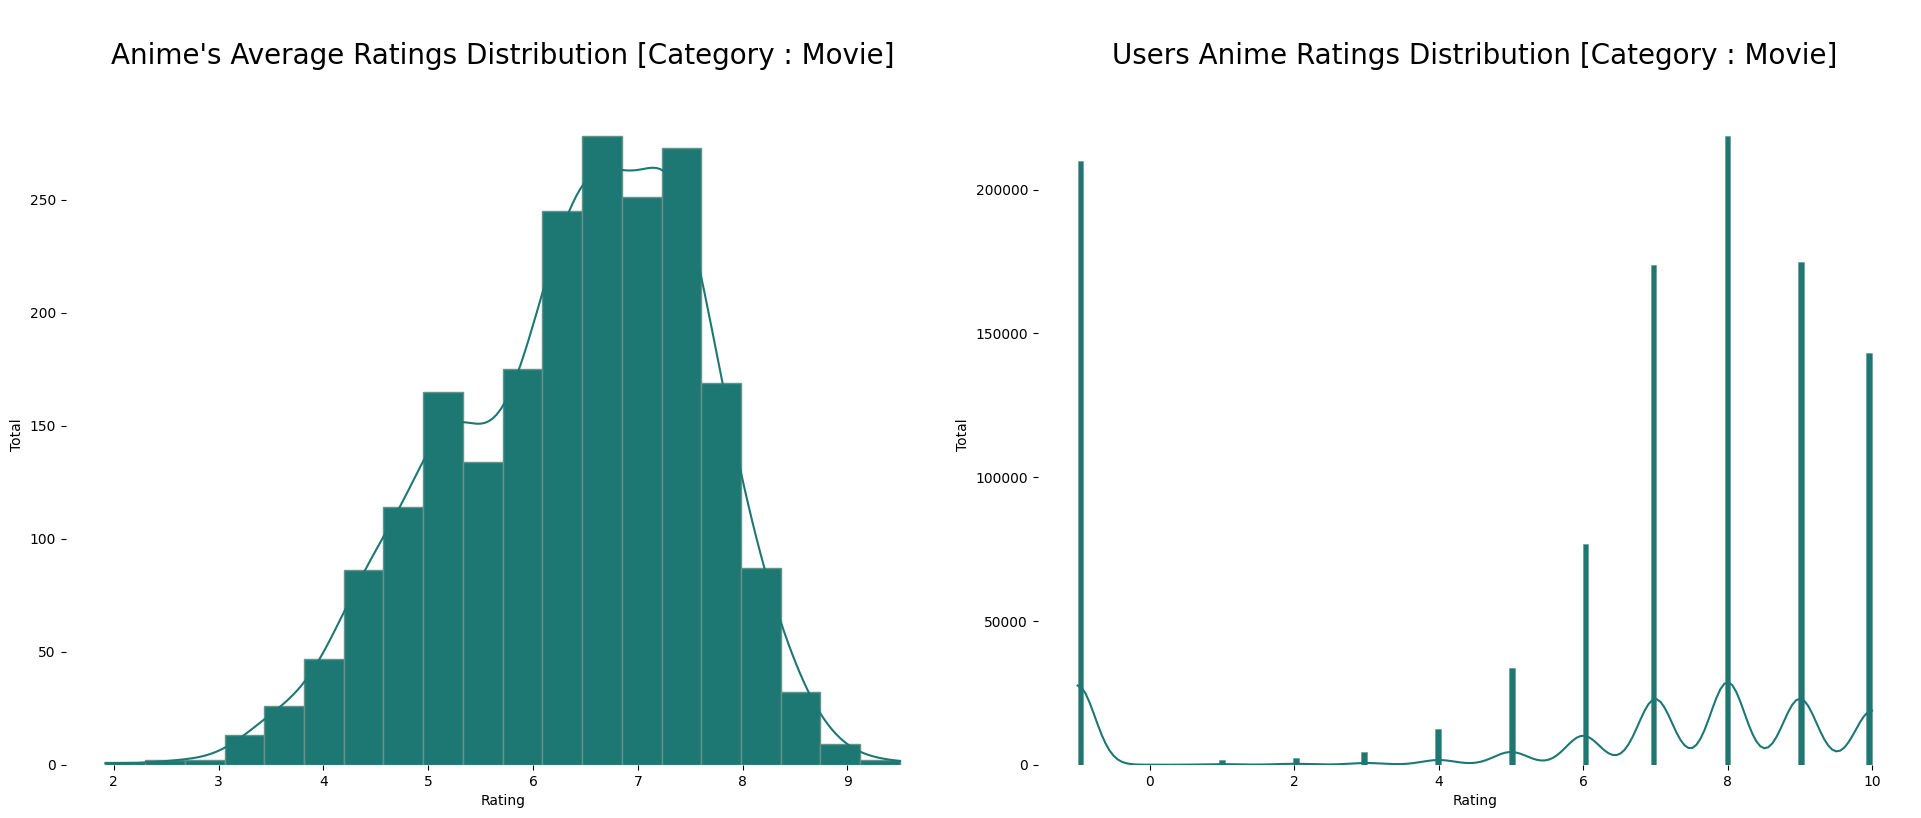 Anime's Average Ratings Distribution [Category : Movie]
250
200
150
100
50
0
Total
2 3 4 5 6 7 8 9
Rating
Users Anime Ratings Distribution [Category : Movie]
200000
150000
100000
50000
0
Total
0 2 4 6 8 10
Rating